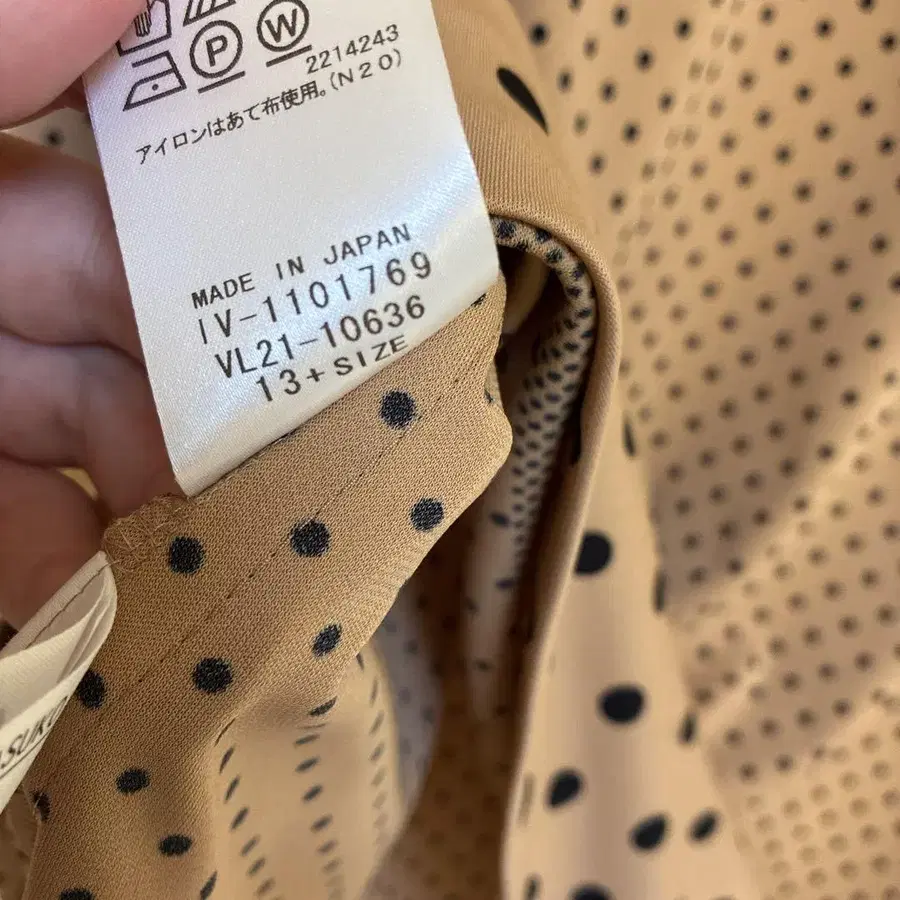 P W
2214243
アイロンはあて布使用。(N20)
MADE IN JAPAN
IV-1101769
VL21-10636
13+SIZE